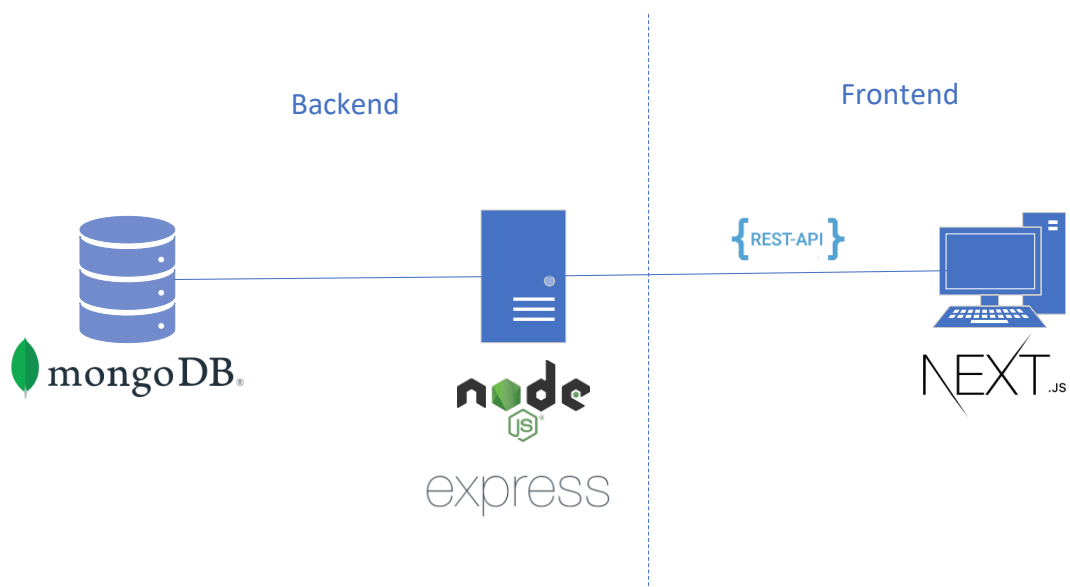 Backend
Frontend
{REST-API}
mongoDB®
node
JS®
express
NEXT.JS